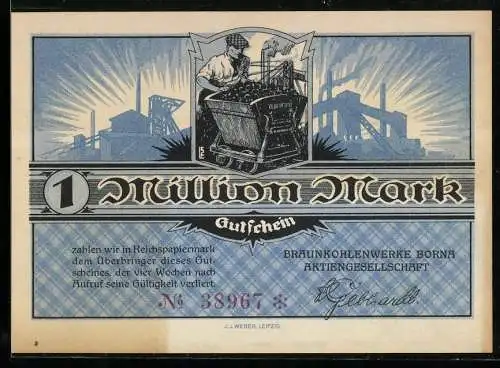 1 Million Mark
Gutschein
zahlen wir in Reichspapiermark
dem Überbringer dieses Gut-
scheines, der vier Wochen nach
Aufruf seine Gültigkeit verliert.
BRAUNKOHLENWERKE BORNA
AKTIENGESELLSCHAFT
№ 38967 *
J.J. WEBER, LEIPZIG